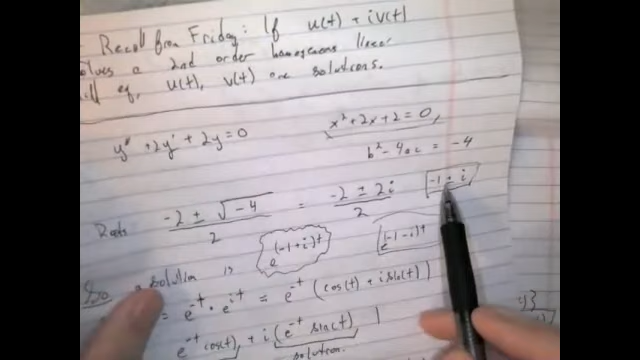 Recall from Friday: If u(t) + iv(t)
solves a 2nd order homogeneous linear
diff eq, u(t), v(t) are solutions.
y'' + 2y' + 2y = 0
x² + 2x + 2 = 0,
b² - 4ac = -4
Roots -2 ± √-4 / 2 = -2 ± 2i / 2 -1 ± i
So a solution is e^(-1+i)t e^(-1-i)t
= e^-t · e^it = e^-t (cos(t) + i sin(t))
e^-t cos(t) + i (e^-t sin(t))
solution.